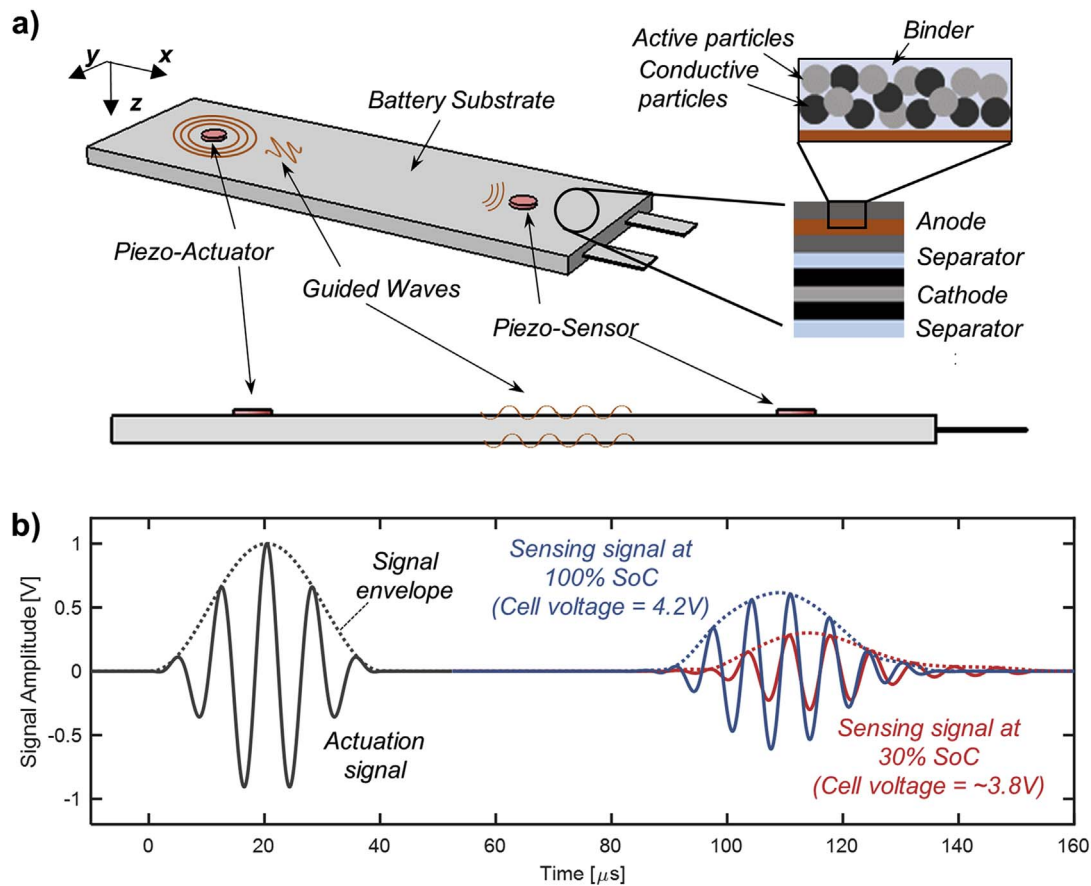 a)
y
x
z
Battery Substrate
Active particles
Binder
Conductive
particles
Piezo-Actuator
Guided Waves
Piezo-Sensor
Anode
Separator
Cathode
Separator
b)
Signal Amplitude [V]
1
0.5
0
-0.5
-1
Signal
envelope
Actuation
signal
Sensing signal at
100% SoC
(Cell voltage = 4.2V)
Sensing signal at
30% SoC
(Cell voltage = ~3.8V)
0
20
40
60
80
100
120
140
160
Time [μs]